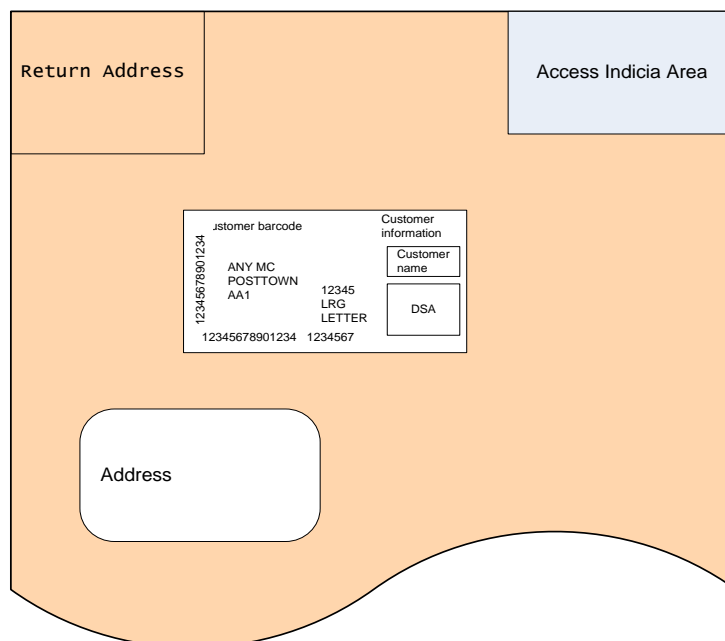 Return Address
Access Indicia Area
ustomer barcode
Customer
information
Customer
name
12345678901234
ANY MC
POSTTOWN
AA1
12345
LRG
LETTER
DSA
12345678901234 1234567
Address